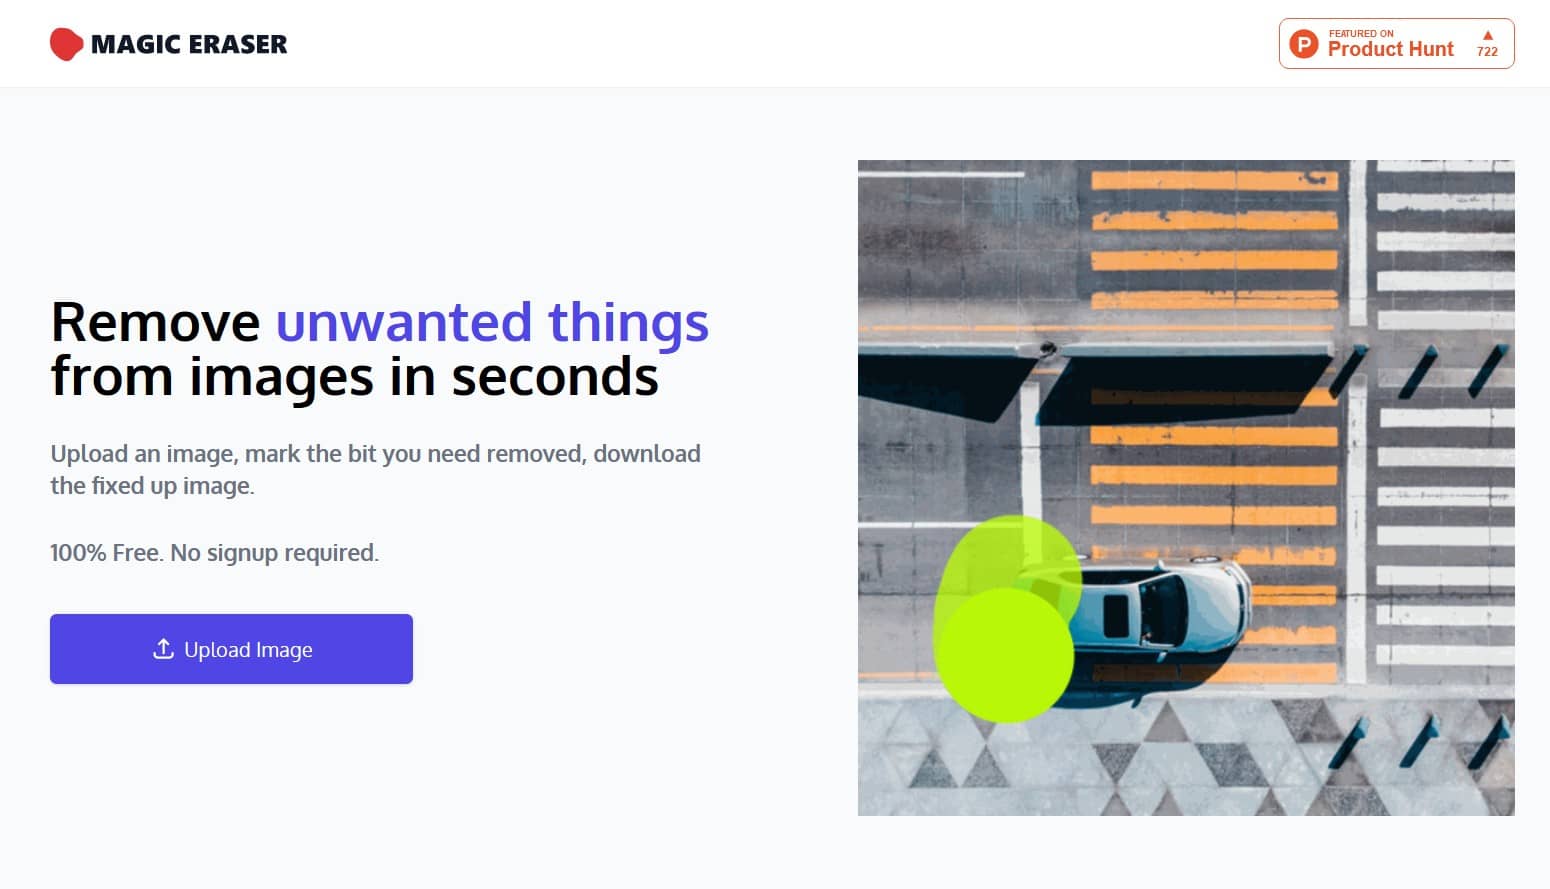 MAGIC ERASER
P
FEATURED ON
Product Hunt
722
Remove unwanted things
from images in seconds
Upload an image, mark the bit you need removed, download
the fixed up image.
100% Free. No signup required.
Upload Image